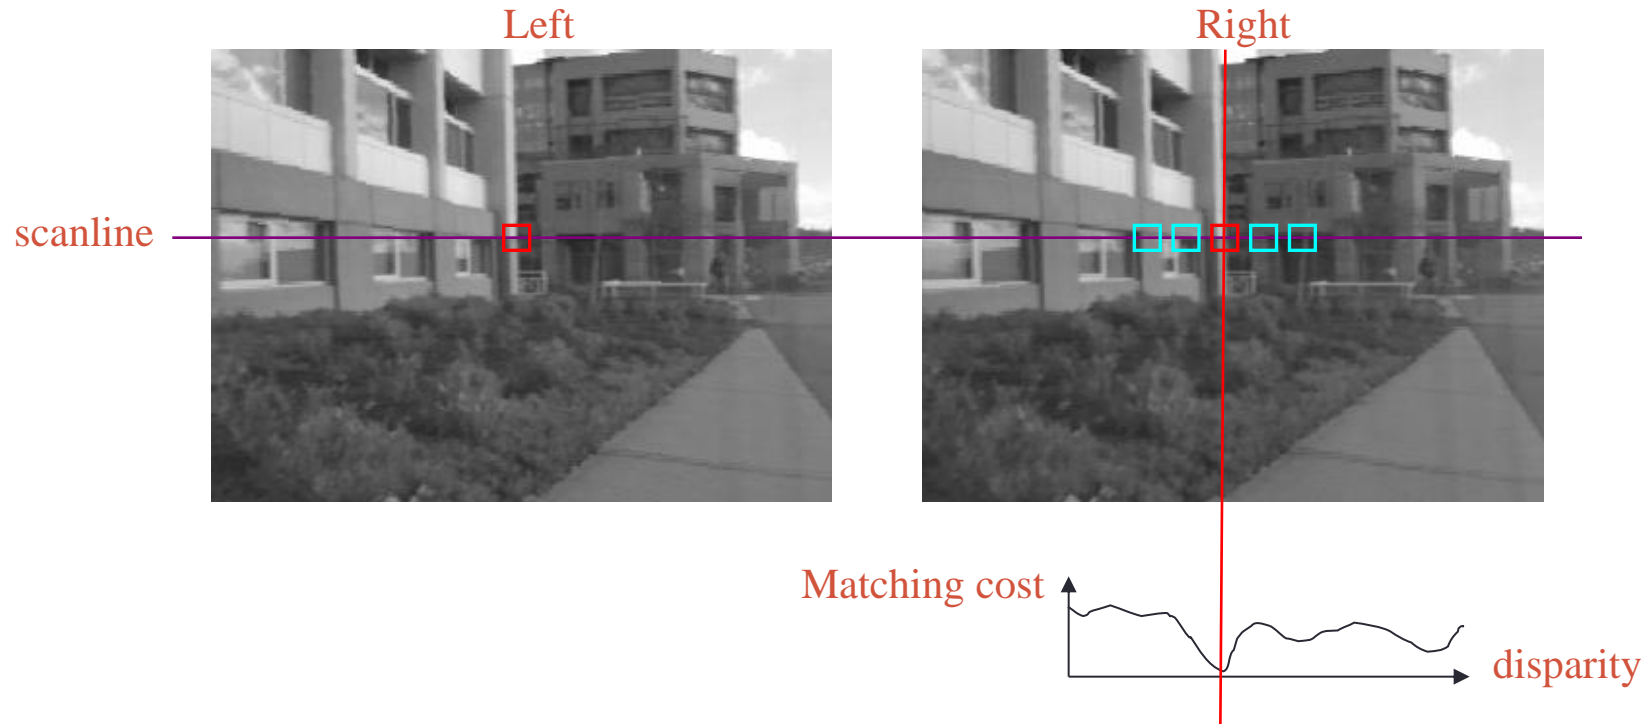 Left
Right
scanline
Matching cost
disparity